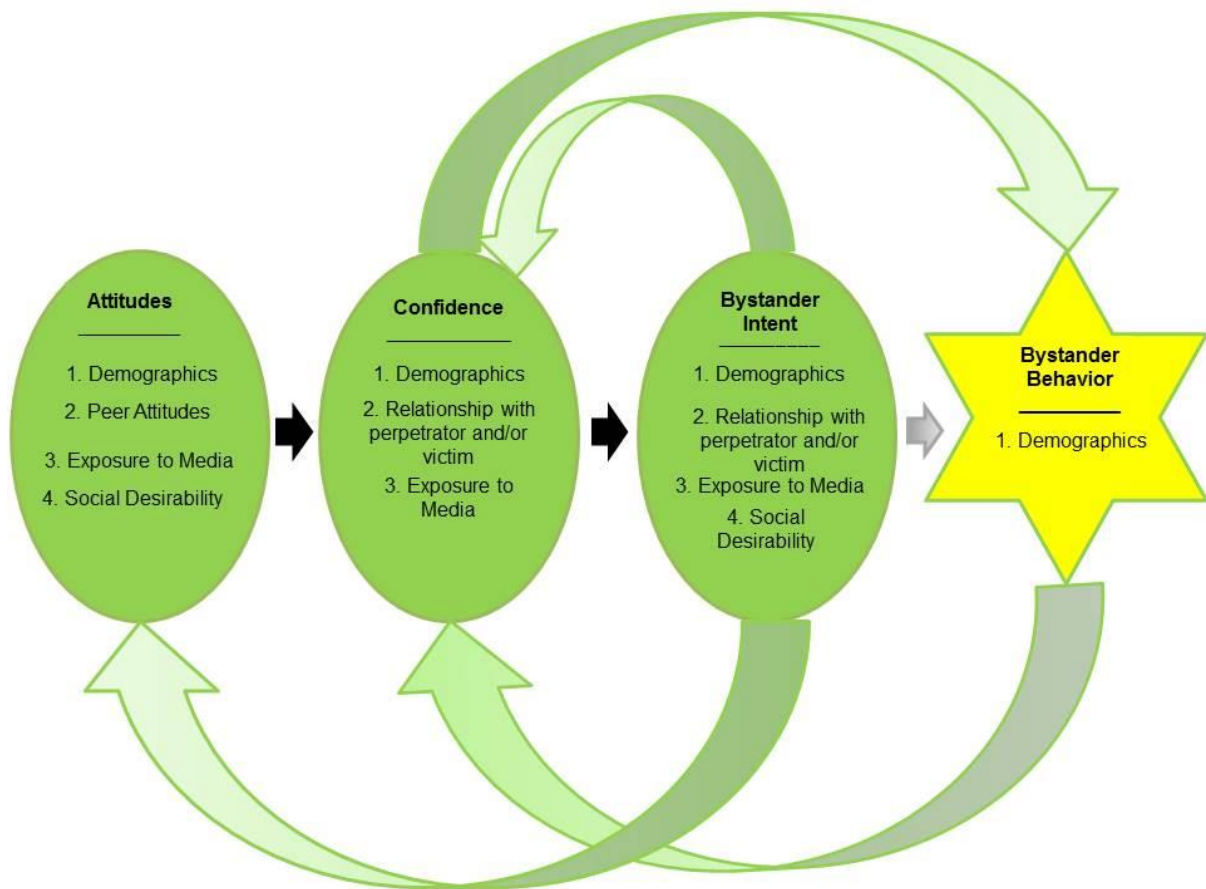 Attitudes
1. Demographics
2. Peer Attitudes
3. Exposure to Media
4. Social Desirability
Confidence
1. Demographics
2. Relationship with
perpetrator and/or
victim
3. Exposure to
Media
Bystander
Intent
1. Demographics
2. Relationship with
perpetrator and/or
victim
3. Exposure to Media
4. Social
Desirability
Bystander
Behavior
1. Demographics